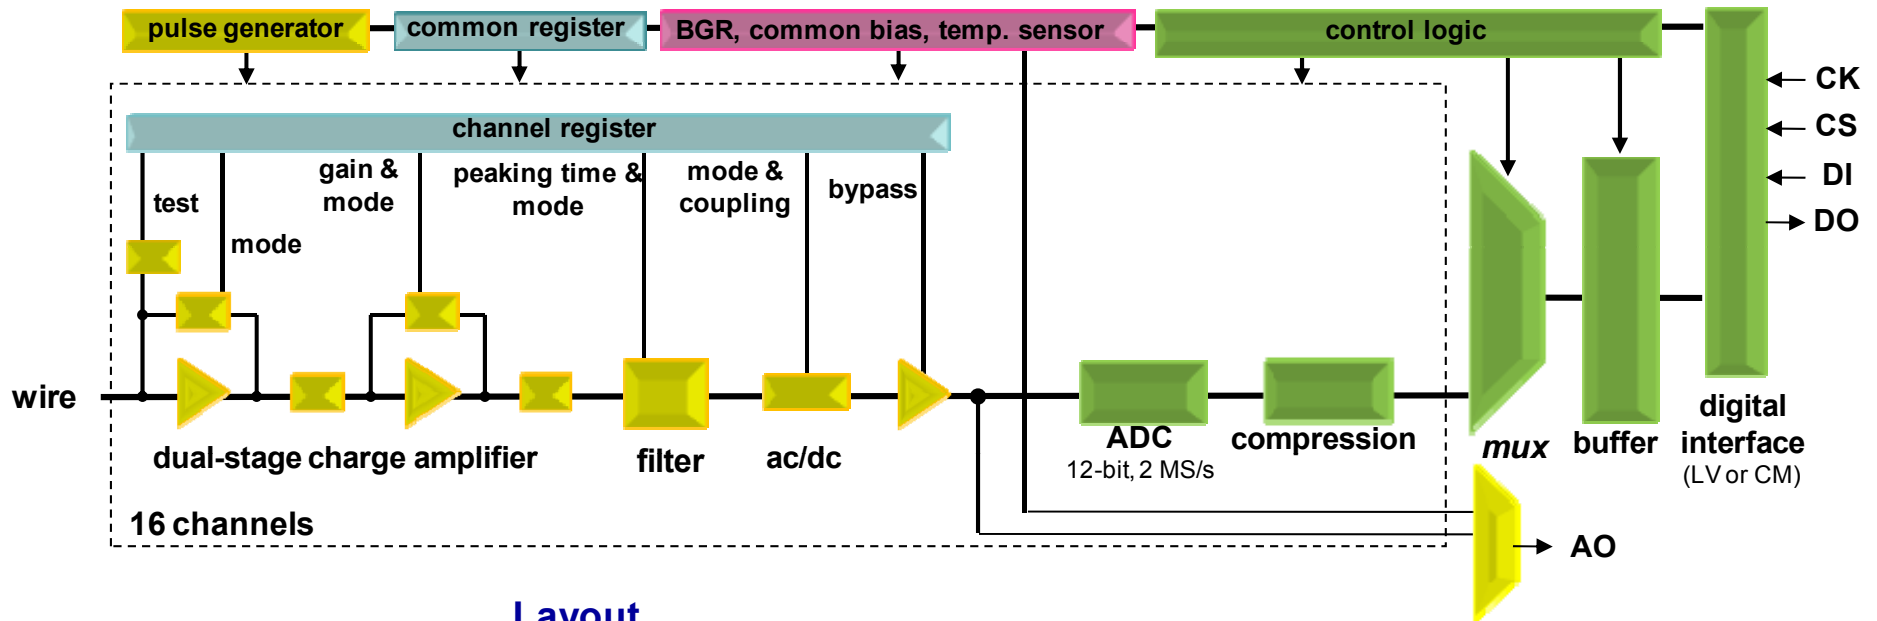 pulse generator
common register
BGR, common bias, temp. sensor
control logic
CK
CS
DI
DO
channel register
test
mode
gain &
mode
peaking time &
mode
mode &
coupling
bypass
wire
dual-stage charge amplifier
filter
ac/dc
ADC
12-bit, 2 MS/s
compression
mux
buffer
digital
interface
(LV or CM)
16 channels
AO
Layout